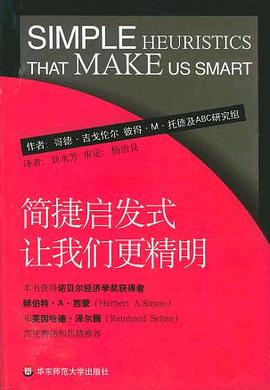 SIMPLE HEURISTICS
THAT MAKE US SMART
作者:哥德·吉戈伦尔 彼得·M·托德及ABC研究组
译者:刘永芳 审定:杨治良
简捷启发式
让我们更精明
本书获得诺贝尔经济学奖获得者
赫伯特·A·西蒙 (Herbert A.Simon)
和莱因哈德·泽尔腾 (Reinhard Selten)
高度评价和热情推荐
华东师范大学出版社